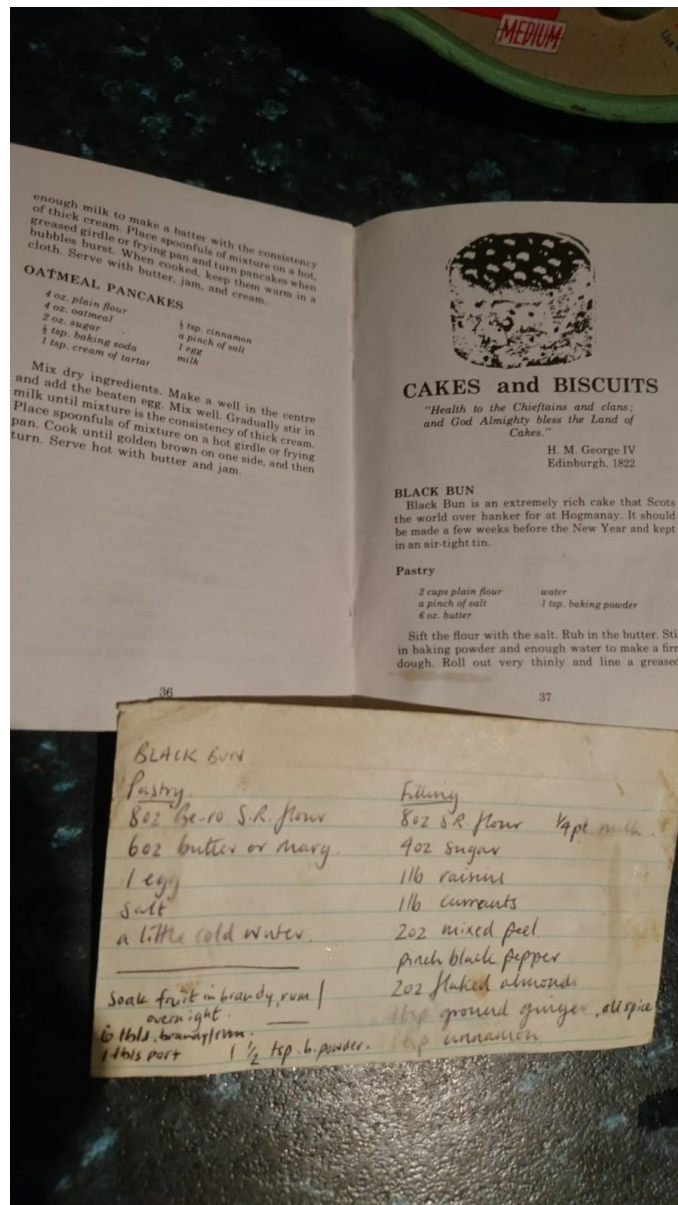 MEDIUM
enough milk to make a batter with the consistency
of thick cream. Place spoonfuls of mixture on a hot,
greased girdle or frying pan and turn pancakes when
bubbles burst. When cooked, keep them warm in a
cloth. Serve with butter, jam, and cream.
OATMEAL PANCAKES
4 oz. plain flour
4 oz. oatmeal
2 oz. sugar
½ tsp. baking soda
1 tsp. cream of tartar
½ tsp. cinnamon
a pinch of salt
1 egg
milk
Mix dry ingredients. Make a well in the centre
and add the beaten egg. Mix well. Gradually stir in
milk until mixture is the consistency of thick cream.
Place spoonfuls of mixture on a hot girdle or frying
pan. Cook until golden brown on one side, and then
turn. Serve hot with butter and jam.
36
CAKES and BISCUITS
"Health to the Chieftains and clans;
and God Almighty bless the Land of
Cakes."
H. M. George IV
Edinburgh, 1822
BLACK BUN
Black Bun is an extremely rich cake that Scots
the world over hanker for at Hogmanay. It should
be made a few weeks before the New Year and kept
in an air-tight tin.
Pastry
2 cups plain flour
a pinch of salt
6 oz. butter
water
1 tsp. baking powder
Sift the flour with the salt. Rub in the butter. Sti
in baking powder and enough water to make a firm
dough. Roll out very thinly and line a greased
37
BLACK BUN
Pastry
8oz Be-ro S.R. flour
6oz butter or marg.
1 egg
salt
a little cold water.
Soak fruit in brandy, rum /
overnight.
6 tbls. brandy/rum.
1 tbls port
1 ½ tsp. b. powder.
Filling
8oz SR flour ¼ pt. milk.
4oz sugar
1lb raisins
1lb currants
2oz mixed peel
pinch black pepper
2oz flaked almonds
1tsp ground ginger, all spice
1tsp cinnamon